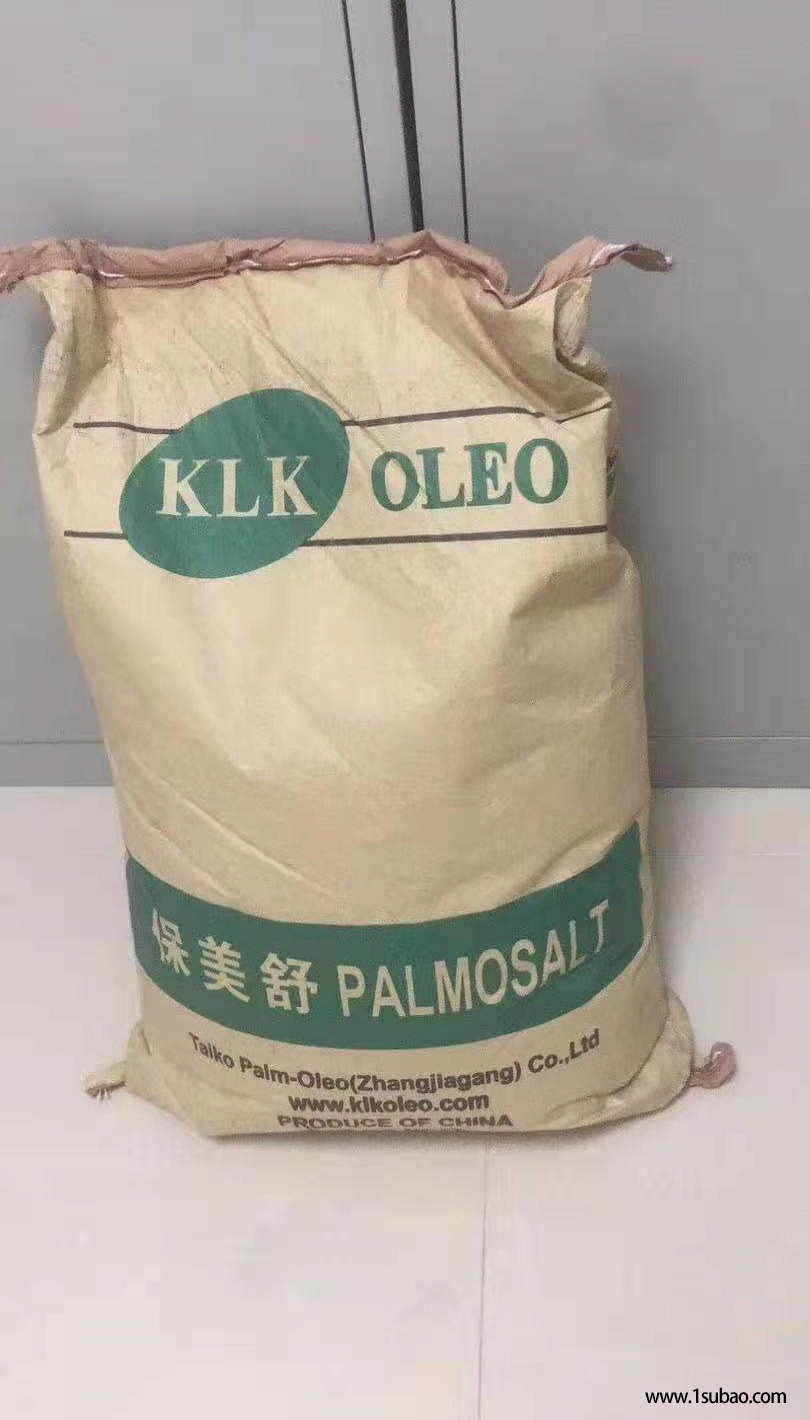 KLK OLEO
保美舒 PALMOSALT
Taiko Palm-Oleo(Zhangjiagang) Co.,Ltd
www.klkoleo.com
PRODUCE OF CHINA
www.1subao.com